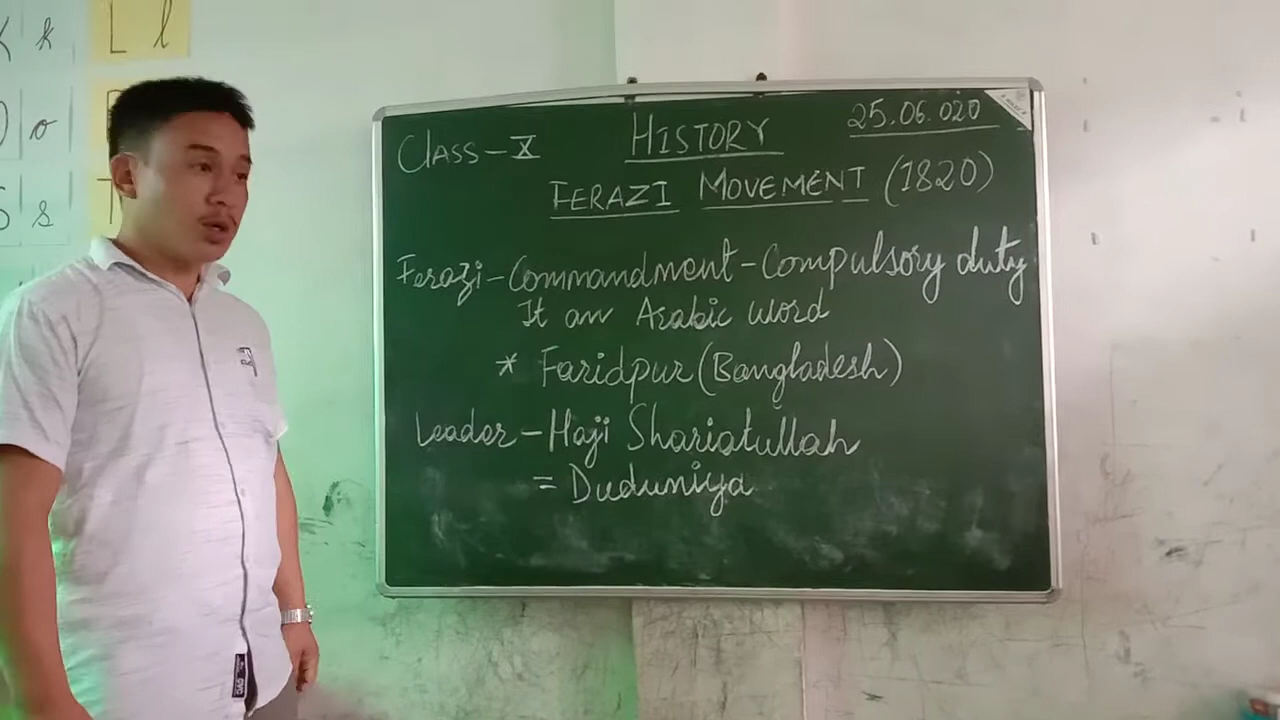 K k L l
O o
S s T
CLASS-X HISTORY 25.06.020
FERAZI MOVEMENT (1820)
Ferazi-Commandment-Compulsory duty
It an Arabic word
* Faridpur (Bangladesh)
Leader-Haji Shariatullah
= Duduniya